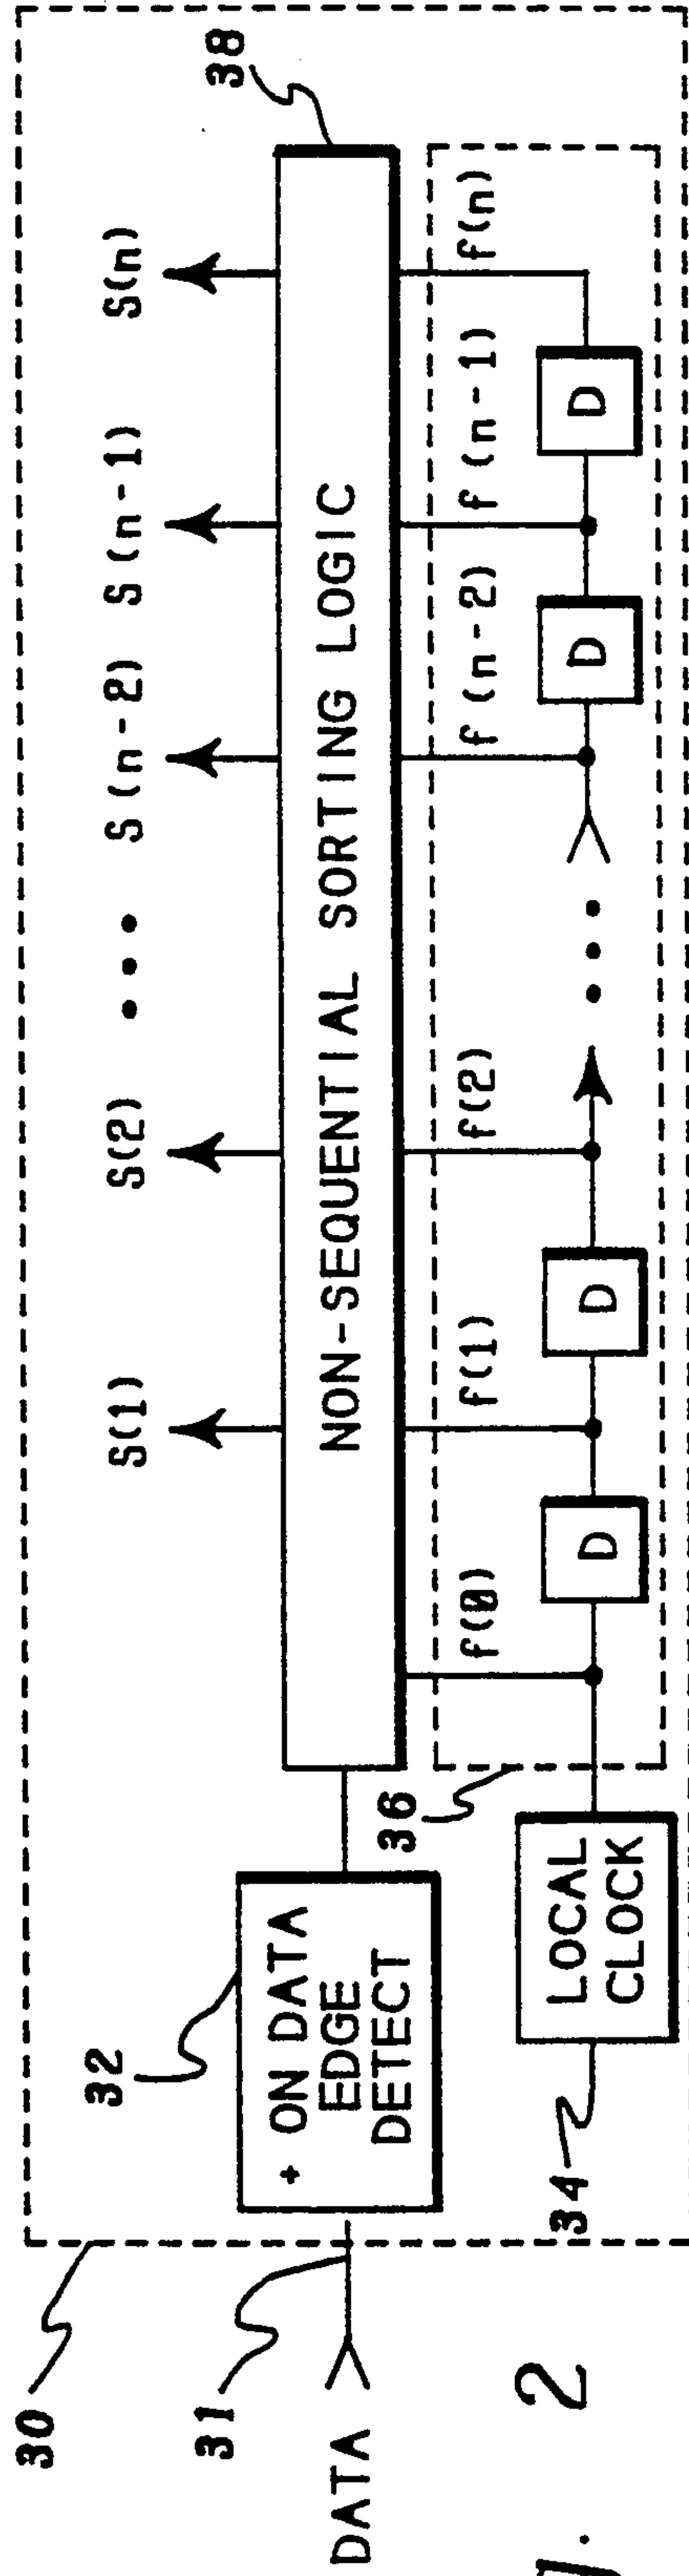 30
31
DATA
32
+ ON DATA
EDGE
DETECT
34
LOCAL
CLOCK
36
38
NON-SEQUENTIAL SORTING LOGIC
S(1) S(2) ... S(n-2) S(n-1) S(n)
f(0) f(1) f(2) f(n-2) f(n-1) f(n)
D D ... D D
2